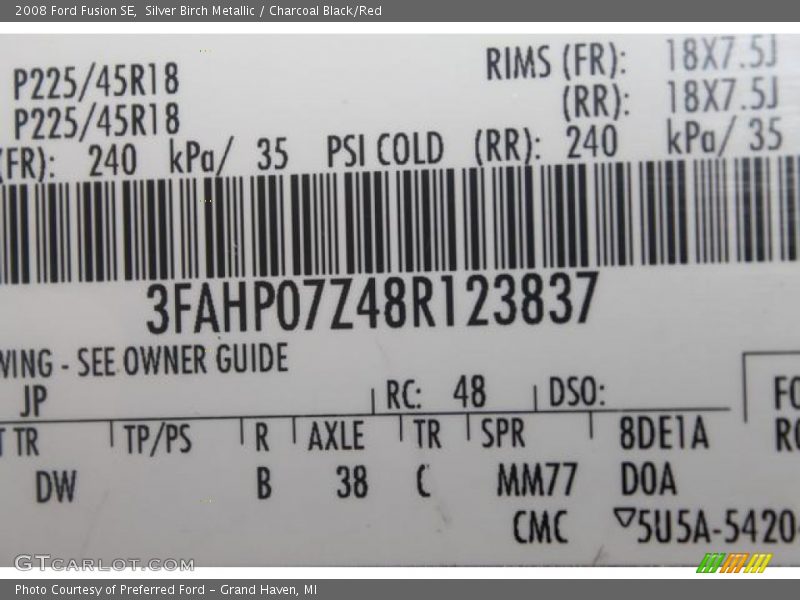 2008 Ford Fusion SE, Silver Birch Metallic / Charcoal Black/Red
P225/45R18 RIMS (FR): 18X7.5J
P225/45R18 (RR): 18X7.5J
(FR): 240 kPa/ 35 PSI COLD (RR): 240 kPa/ 35
3FAHP07Z48R123837
WING - SEE OWNER GUIDE
JP RC: 48 DSO:
T TR TP/PS R AXLE TR SPR 8DE1A
DW B 38 C MM77 D0A
CMC ▽5U5A-5420
GTCARLOT.COM
Photo Courtesy of Preferred Ford – Grand Haven, MI